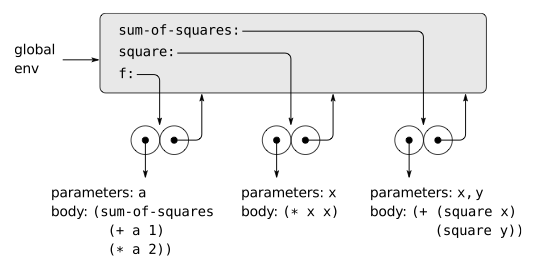 global
env
sum-of-squares:
square:
f:
parameters: a
body: (sum-of-squares
(+ a 1)
(* a 2))
parameters: x
body: (* x x)
parameters: x, y
body: (+ (square x)
(square y))